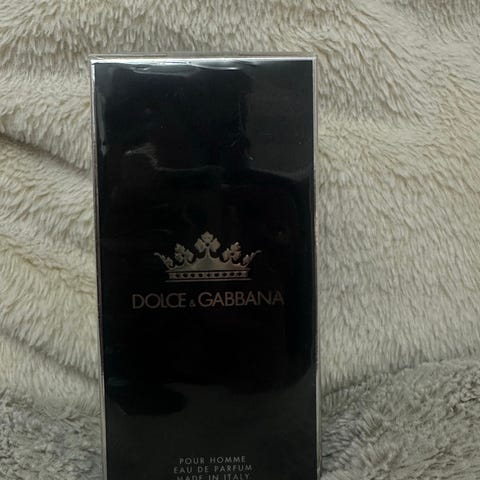 DOLCE & GABBANA
POUR HOMME
EAU DE PARFUM
MADE IN ITALY